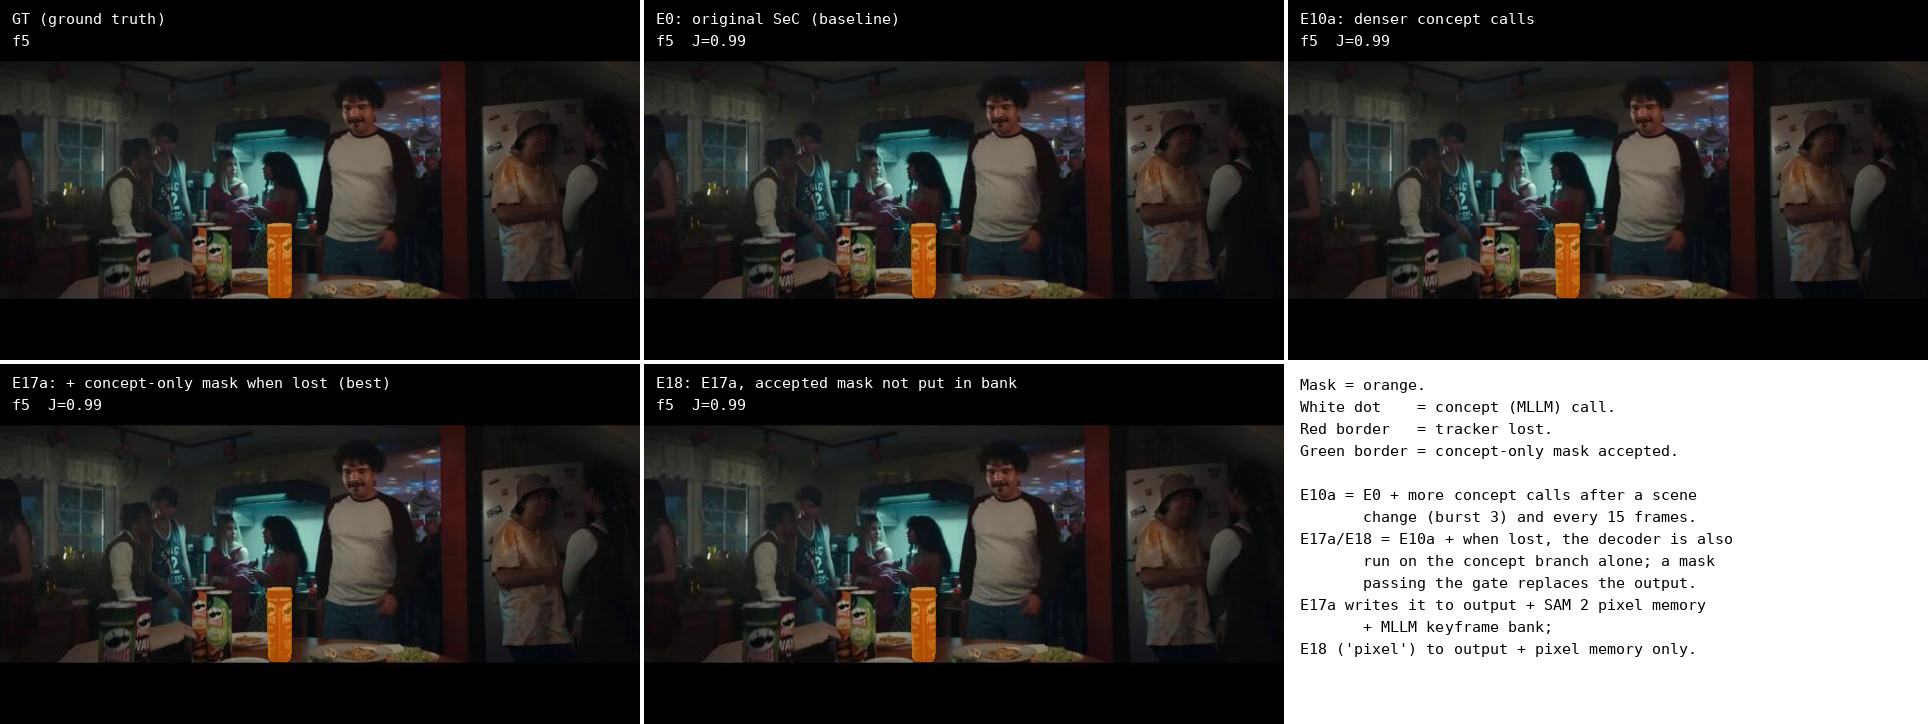 GT (ground truth)
f5
E0: original SeC (baseline)
f5  J=0.99
E10a: denser concept calls
f5  J=0.99
E17a: + concept-only mask when lost (best)
f5  J=0.99
E18: E17a, accepted mask not put in bank
f5  J=0.99
Mask = orange.
White dot    = concept (MLLM) call.
Red border   = tracker lost.
Green border = concept-only mask accepted.
E10a = E0 + more concept calls after a scene
change (burst 3) and every 15 frames.
E17a/E18 = E10a + when lost, the decoder is also
run on the concept branch alone; a mask
passing the gate replaces the output.
E17a writes it to output + SAM 2 pixel memory
+ MLLM keyframe bank;
E18 ('pixel') to output + pixel memory only.